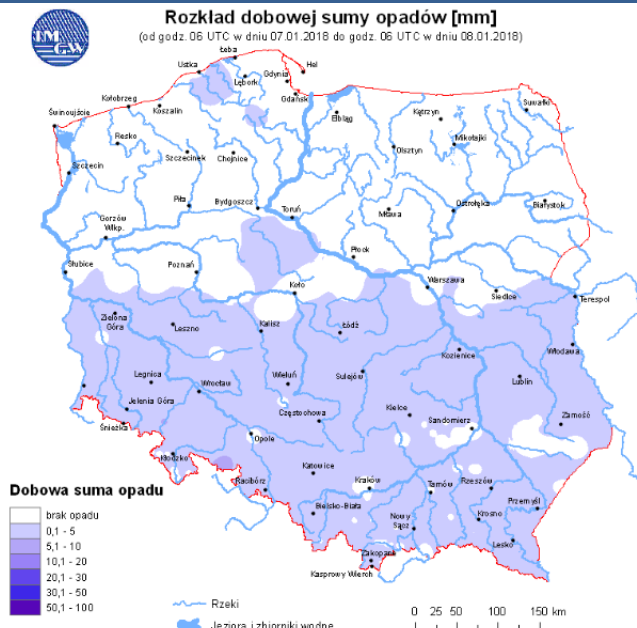 IM
GW
Rozkład dobowej sumy opadów [mm]
(od godz. 06 UTC w dniu 07.01.2018 do godz. 06 UTC w dniu 08.01.2018)
Łeba
Ustka
Hel
Gdynia
Lębork
Gdańsk
Kołobrzeg
Koszalin
Suwałki
Świnoujście
Elbląg
Kętrzyn
Resko
Mikołajki
Szczecinek
Chojnice
Olsztyn
Szczecin
Piła
Bydgoszcz
Toruń
Mława
Ostrołęka
Białystok
Gorzów
Wlkp.
Płock
Słubice
Poznań
Koło
Warszawa
Siedlce
Terespol
Zielona
Góra
Leszno
Kalisz
Łódź
Kozienice
Włodawa
Legnica
Wrocław
Wieluń
Sulejów
Lublin
Jelenia Góra
Częstochowa
Kielce
Sandomierz
Zamość
Śnieżka
Opole
Kłodzko
Katowice
Racibórz
Kraków
Tarnów
Rzeszów
Bielsko-Biała
Nowy
Sącz
Krosno
Przemyśl
Lesko
Zakopane
Kasprowy Wierch
Dobowa suma opadu
brak opadu
0,1 - 5
5,1 - 10
10,1 - 20
20,1 - 30
30,1 - 50
50,1 - 100
Rzeki
Jeziora i zbiorniki wodne
0 25 50 100 150 km